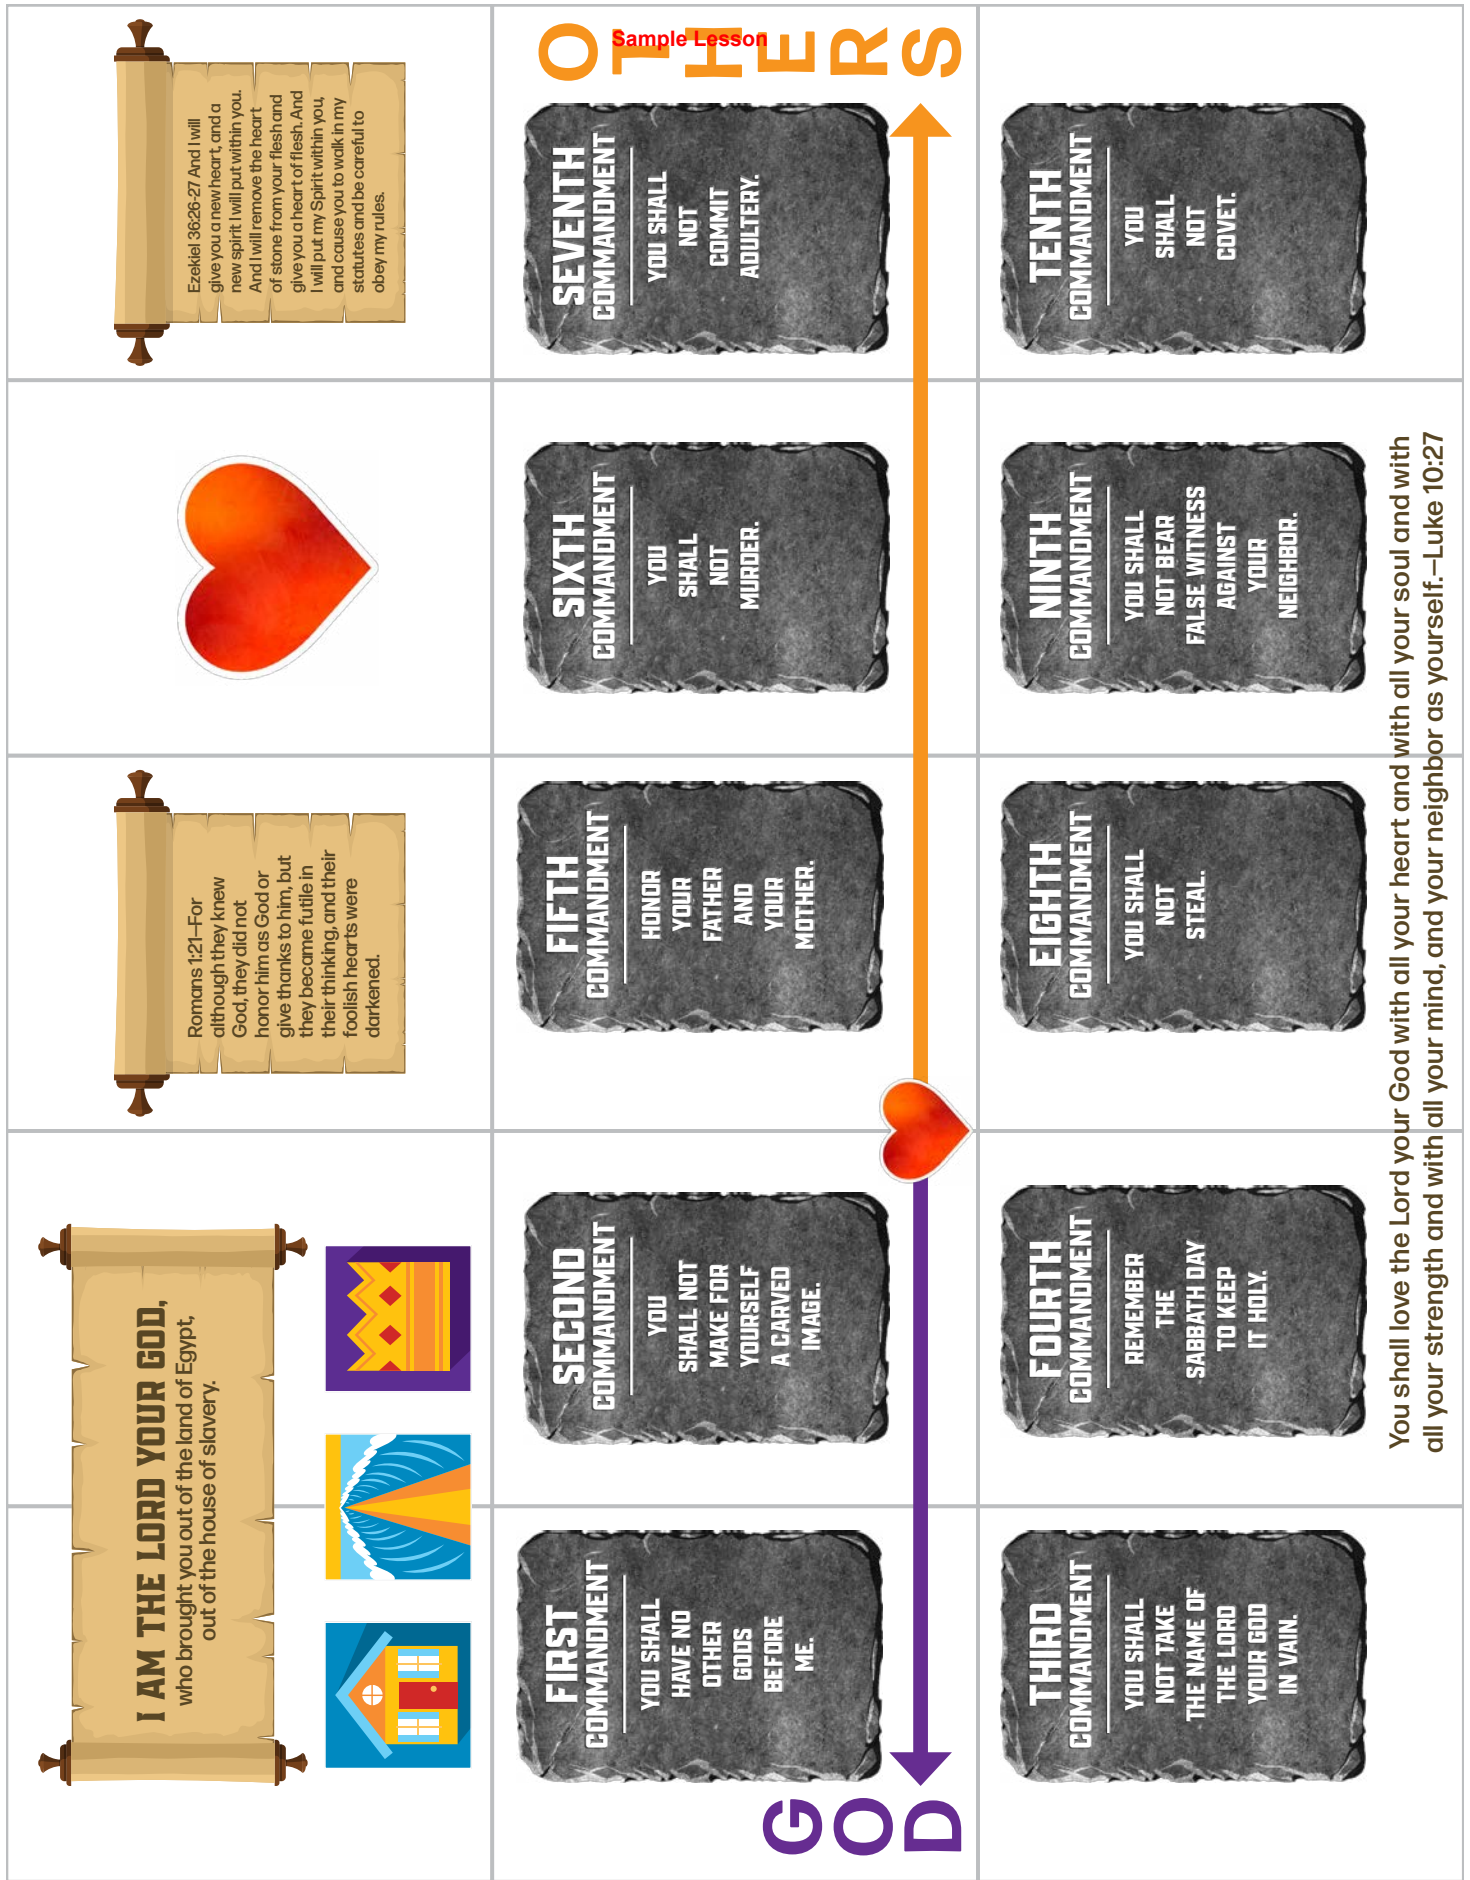 Sample Lesson
I AM THE LORD YOUR GOD,
who brought you out of the land of Egypt,
out of the house of slavery.
Romans 1:21—For
although they knew
God, they did not
honor him as God or
give thanks to him, but
they became futile in
their thinking, and their
foolish hearts were
darkened.
Ezekiel 36:26-27 And I will
give you a new heart, and a
new spirit I will put within you.
And I will remove the heart
of stone from your flesh and
give you a heart of flesh. And
I will put my Spirit within you,
and cause you to walk in my
statutes and be careful to
obey my rules.
GOD
FIRST
COMMANDMENT
YOU SHALL
HAVE NO
OTHER
GODS
BEFORE
ME.
SECOND
COMMANDMENT
YOU
SHALL NOT
MAKE FOR
YOURSELF
A CARVED
IMAGE.
FIFTH
COMMANDMENT
HONOR
YOUR
FATHER
AND
YOUR
MOTHER.
SIXTH
COMMANDMENT
YOU
SHALL
NOT
MURDER.
SEVENTH
COMMANDMENT
YOU SHALL
NOT
COMMIT
ADULTERY.
OTHERS
THIRD
COMMANDMENT
YOU SHALL
NOT TAKE
THE NAME OF
THE LORD
YOUR GOD
IN VAIN.
FOURTH
COMMANDMENT
REMEMBER
THE
SABBATH DAY
TO KEEP
IT HOLY.
EIGHTH
COMMANDMENT
YOU SHALL
NOT
STEAL.
NINTH
COMMANDMENT
YOU SHALL
NOT BEAR
FALSE WITNESS
AGAINST
YOUR
NEIGHBOR.
TENTH
COMMANDMENT
YOU
SHALL
NOT
COVET.
You shall love the Lord your God with all your heart and with all your soul and with
all your strength and with all your mind, and your neighbor as yourself.—Luke 10:27